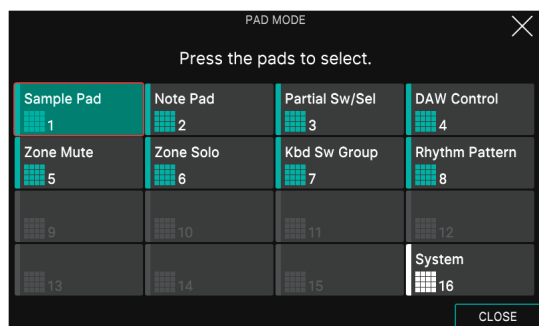 PAD MODE
Press the pads to select.
Sample Pad Note Pad Partial Sw/Sel DAW Control
1 2 3 4
Zone Mute Zone Solo Kbd Sw Group Rhythm Pattern
5 6 7 8
9 10 11 12
System
13 14 15 16
CLOSE